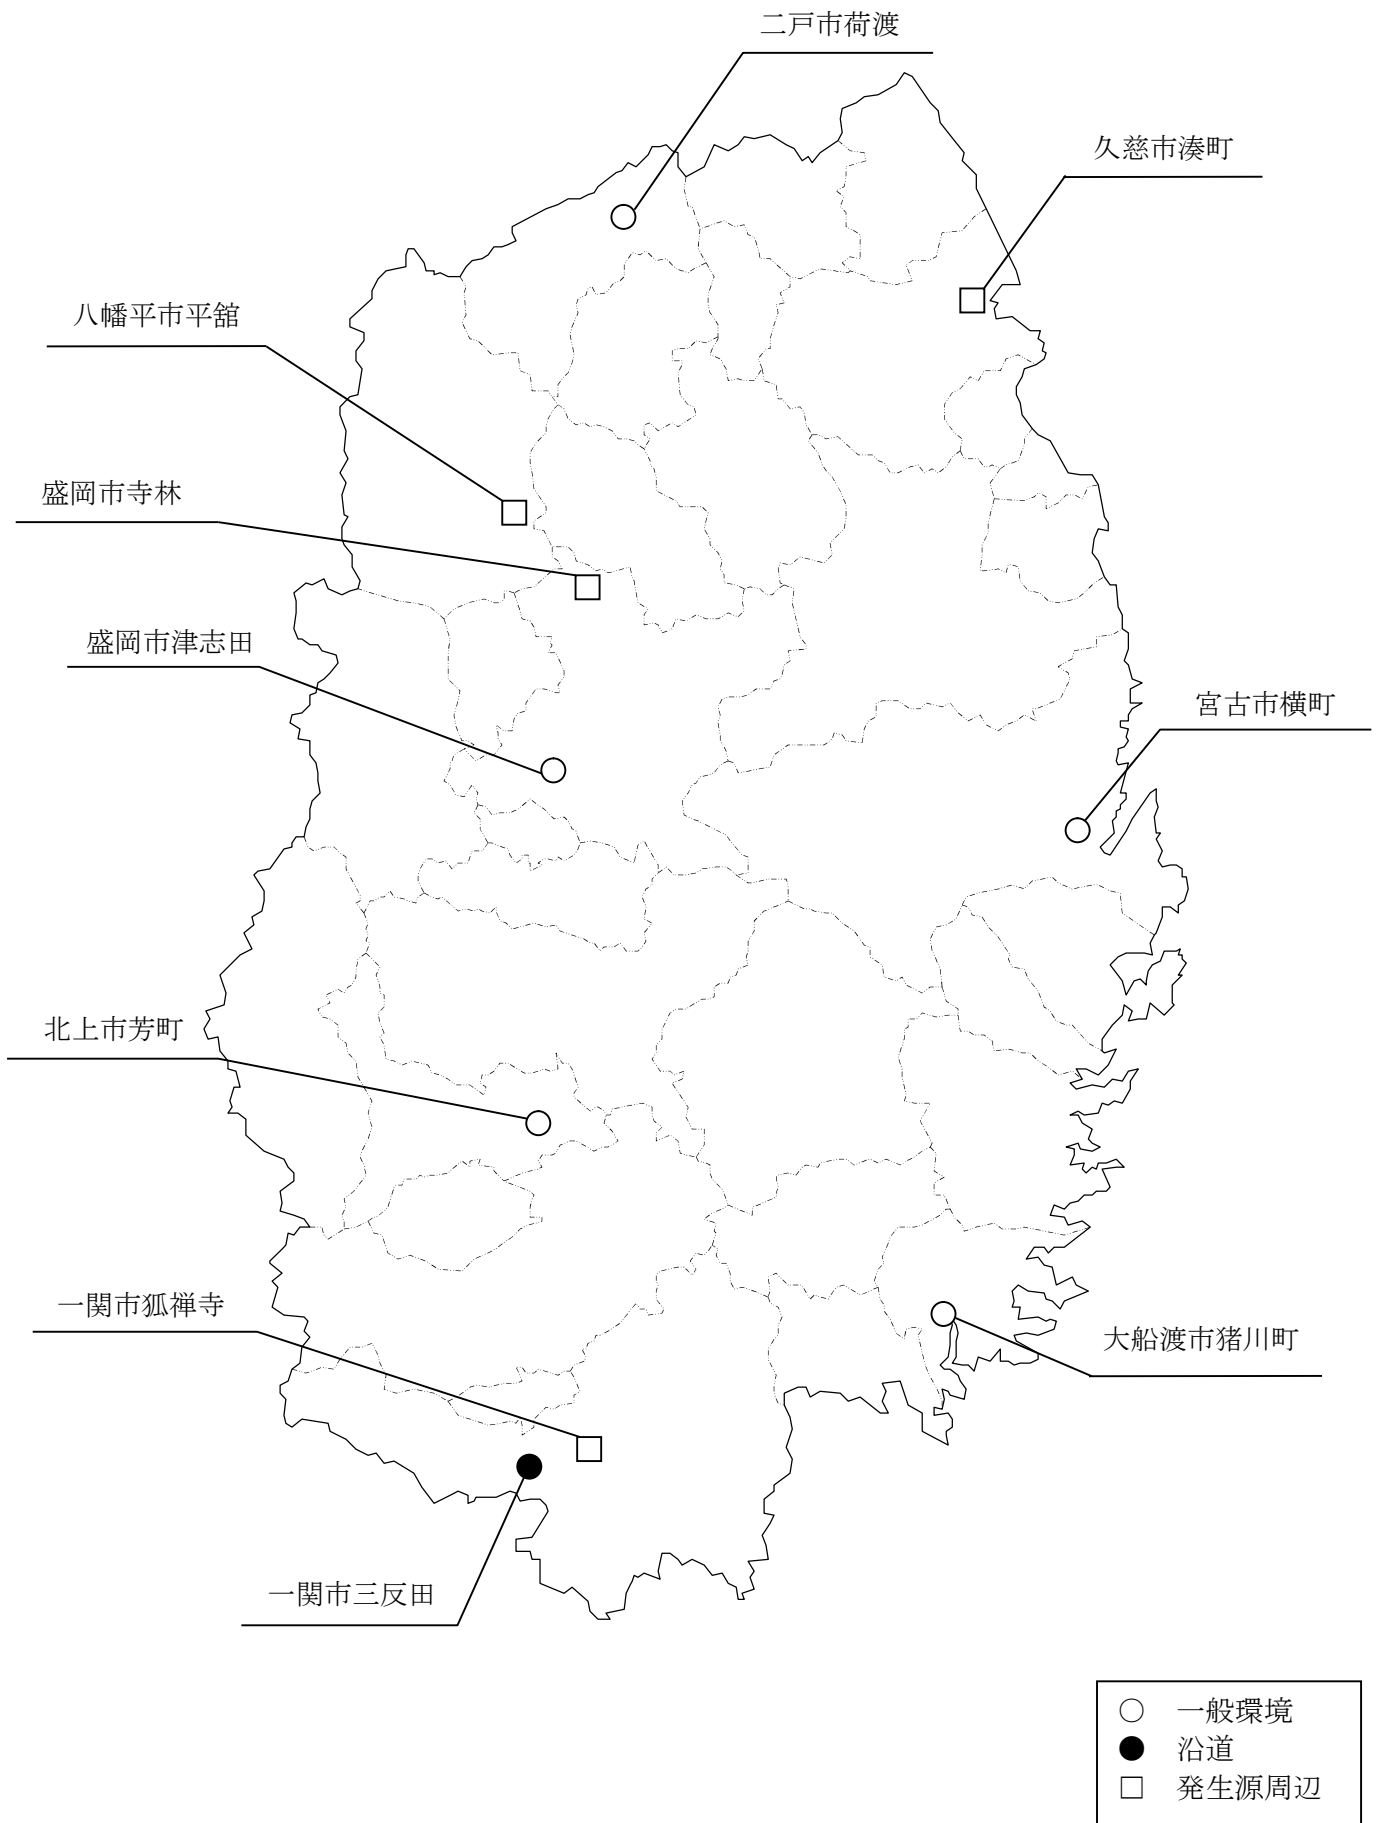 二戸市荷渡
久慈市湊町
八幡平市平舘
盛岡市寺林
盛岡市津志田
宮古市横町
北上市芳町
一関市狐禅寺
大船渡市猪川町
一関市三反田
○ 一般環境
● 沿道
□ 発生源周辺